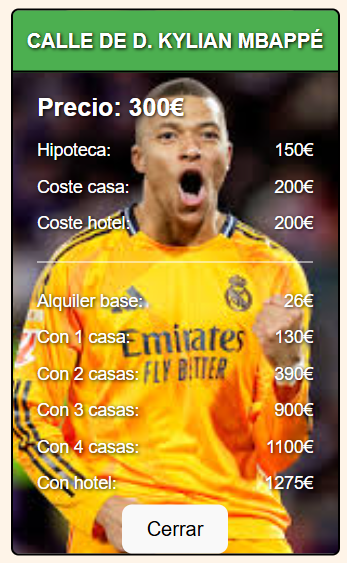 CALLE DE D. KYLIAN MBAPPÉ
Precio: 300€
Hipoteca: 150€
Coste casa: 200€
Coste hotel: 200€
Alquiler base: 26€
Con 1 casa: 130€
Emirates
FLY BETTER
Con 2 casas: 390€
Con 3 casas: 900€
Con 4 casas: 1100€
Con hotel: 1275€
Cerrar